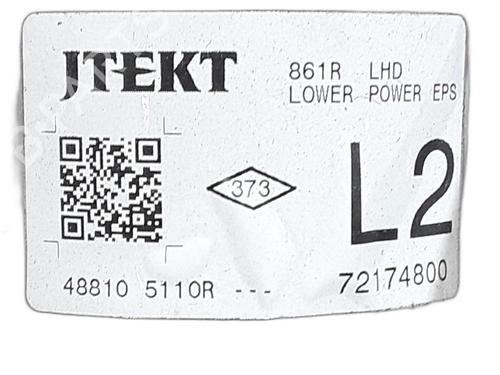 JTEKT
861R LHD
LOWER POWER EPS
373
L2
48810 5110R ---
72174800